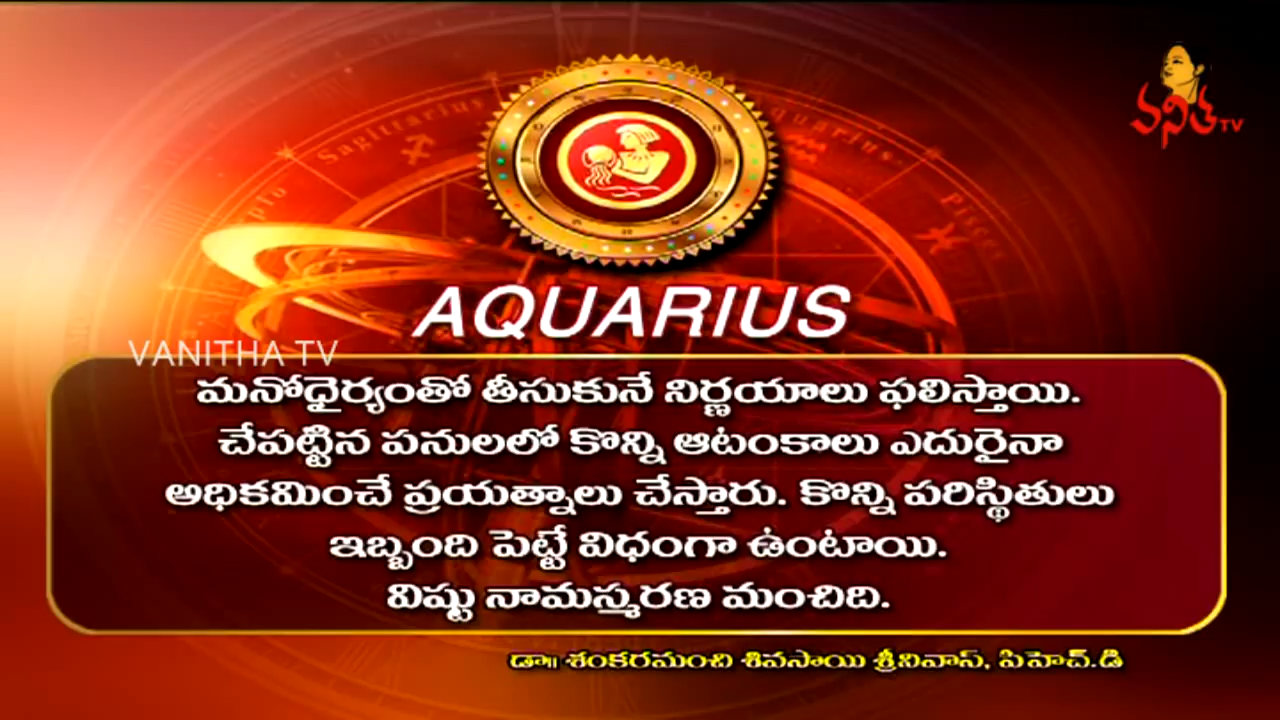 వనిత TV
Sagittarius
Aquarius
Pisces
AQUARIUS
VANITHA TV
మనోధైర్యంతో తీసుకునే నిర్ణయాలు ఫలిస్తాయి.
చేపట్టిన పనులలో కొన్ని ఆటంకాలు ఎదురైనా
అధికమించే ప్రయత్నాలు చేస్తారు. కొన్ని పరిస్థితులు
ఇబ్బంది పెట్టే విధంగా ఉంటాయి.
విష్ణు నామస్మరణ మంచిది.
డా॥ శంకరమంచి శివసాయి శ్రీనివాస్, పిహెచ్.డి